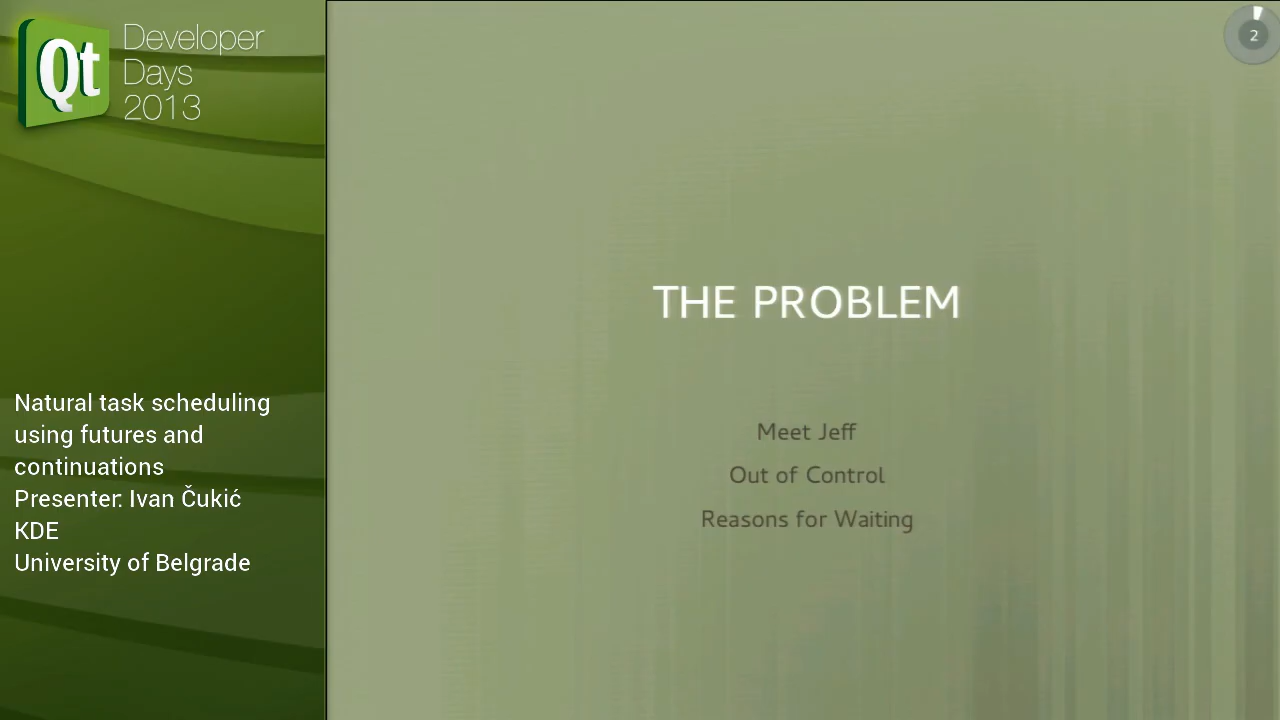 Qt
Developer
Days
2013
Natural task scheduling
using futures and
continuations
Presenter: Ivan Čukić
KDE
University of Belgrade
2
THE PROBLEM
Meet Jeff
Out of Control
Reasons for Waiting